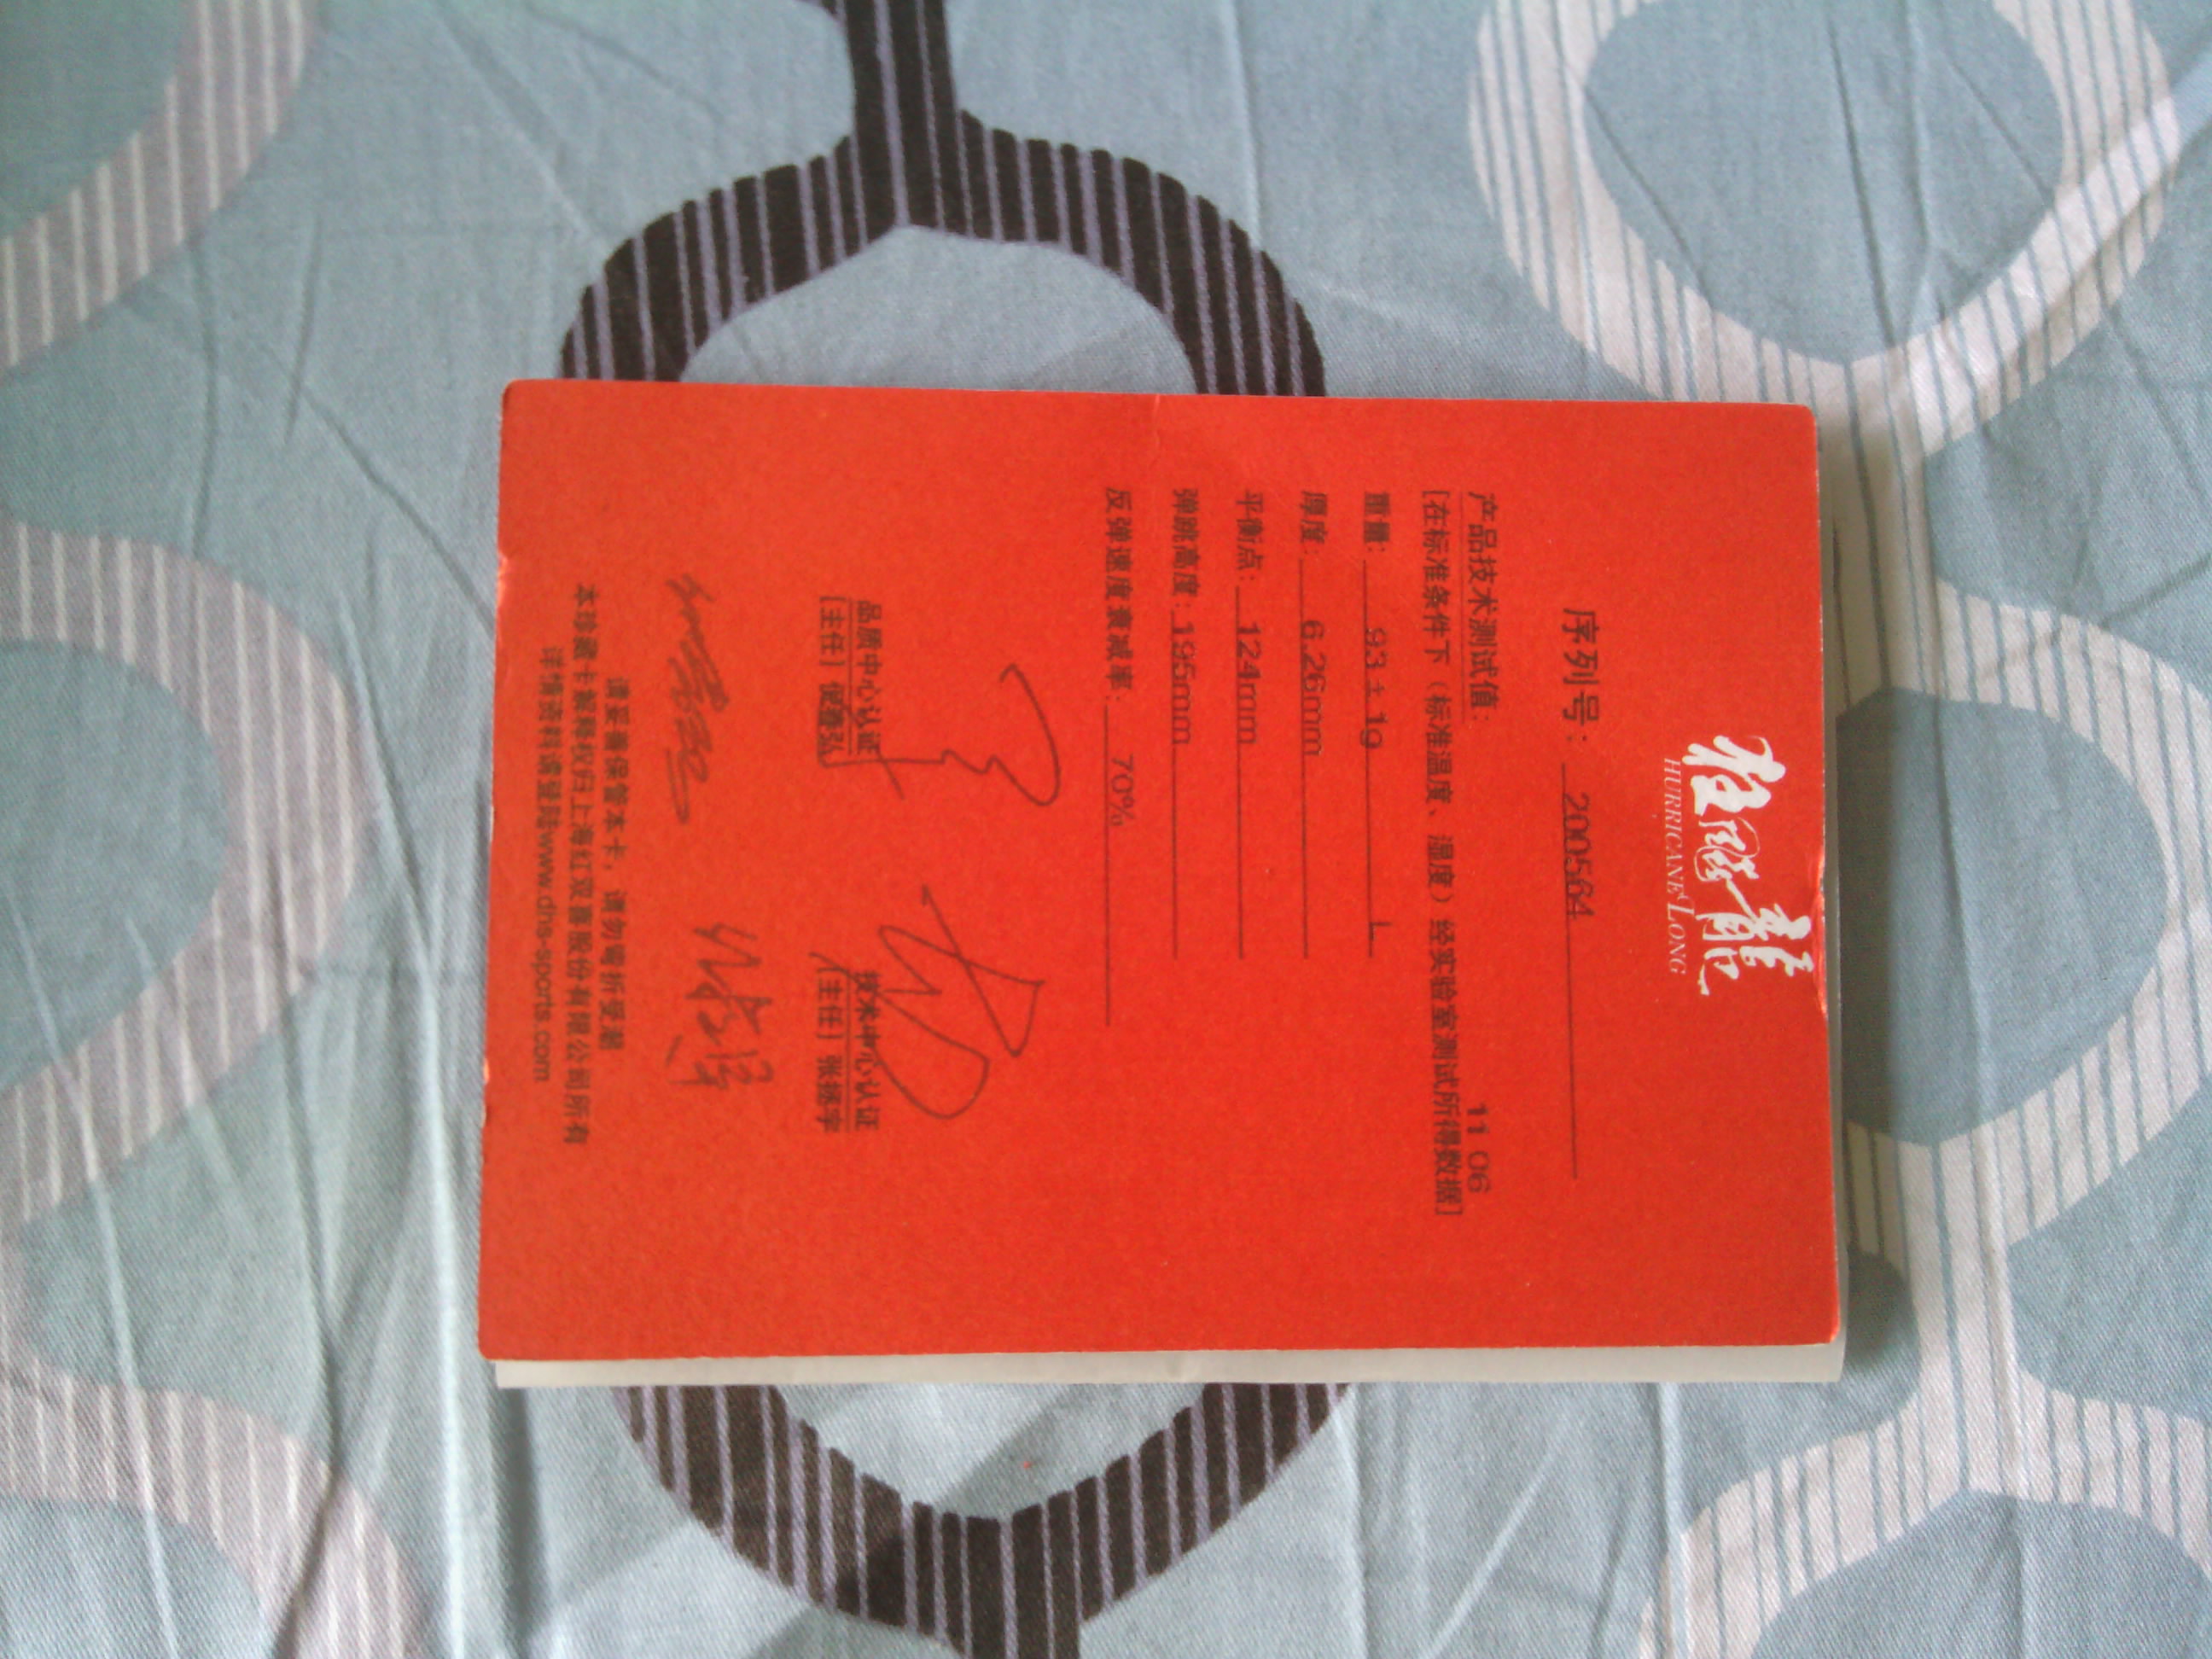 狂飚龍
HURRICANE LONG
序列号： 200564
11 06
产品技术测试值：
[在标准条件下（标准温度、湿度）经实验室测试所得数据]
重量： 93±1g L
厚度： 6.26mm
平衡点： 124mm
弹跳高度： 195mm
反弹速度衰减率： 70%
品质中心认证 技术中心认证
[主任] [主任] 张
请妥善保管本卡，请勿弯折受潮
本珍藏卡解释权归上海红双喜股份有限公司所有
详情资料请登陆www.dhs-sports.com